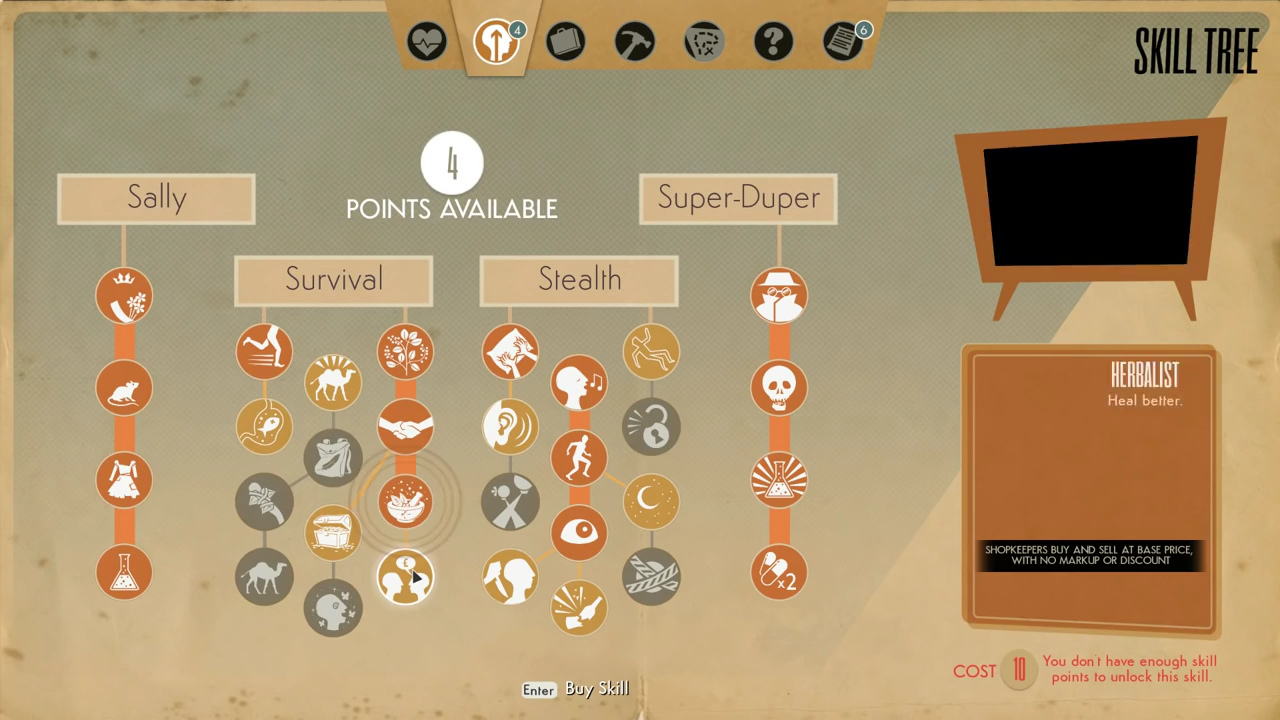 4
6
SKILL TREE
4
POINTS AVAILABLE
Sally
Super-Duper
Survival
Stealth
£
x2
HERBALIST
Heal better.
SHOPKEEPERS BUY AND SELL AT BASE PRICE,
WITH NO MARKUP OR DISCOUNT
COST 10
You don't have enough skill
points to unlock this skill.
Enter Buy Skill